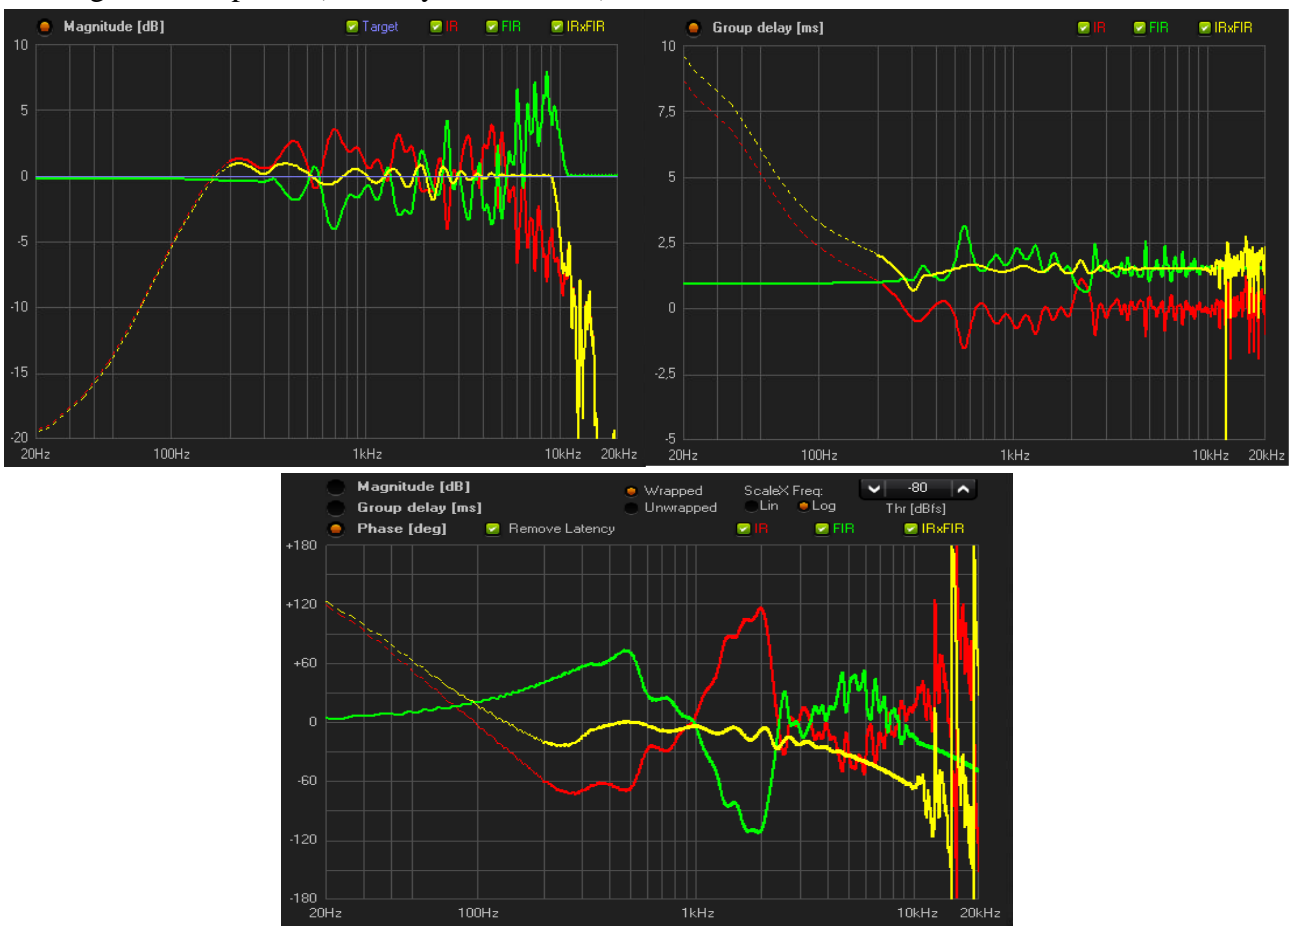 Magnitude [dB] Target IR FIR IRxFIR
10
5
0
-5
-10
-15
-20
20Hz 100Hz 1kHz 10kHz 20kHz
Group delay [ms] IR FIR IRxFIR
10
7,5
5
2,5
0
-2,5
-5
20Hz 100Hz 1kHz 10kHz 20kHz
Magnitude [dB] Wrapped ScaleX Freq: -80
Group delay [ms] Unwrapped Lin Log Thr [dBfs]
Phase [deg] Remove Latency IR FIR IRxFIR
+180
+120
+60
0
-60
-120
-180
20Hz 100Hz 1kHz 10kHz 20kHz